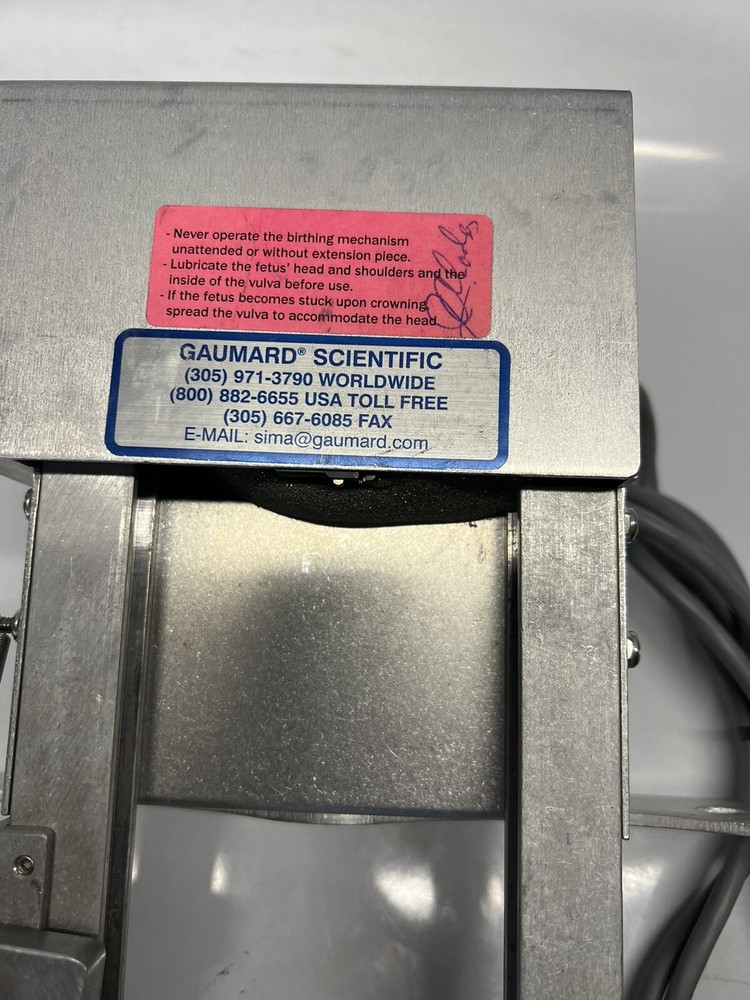 - Never operate the birthing mechanism
unattended or without extension piece.
- Lubricate the fetus' head and shoulders and the
inside of the vulva before use.
- If the fetus becomes stuck upon crowning,
spread the vulva to accommodate the head.
GAUMARD® SCIENTIFIC
(305) 971-3790 WORLDWIDE
(800) 882-6655 USA TOLL FREE
(305) 667-6085 FAX
E-MAIL: sima@gaumard.com